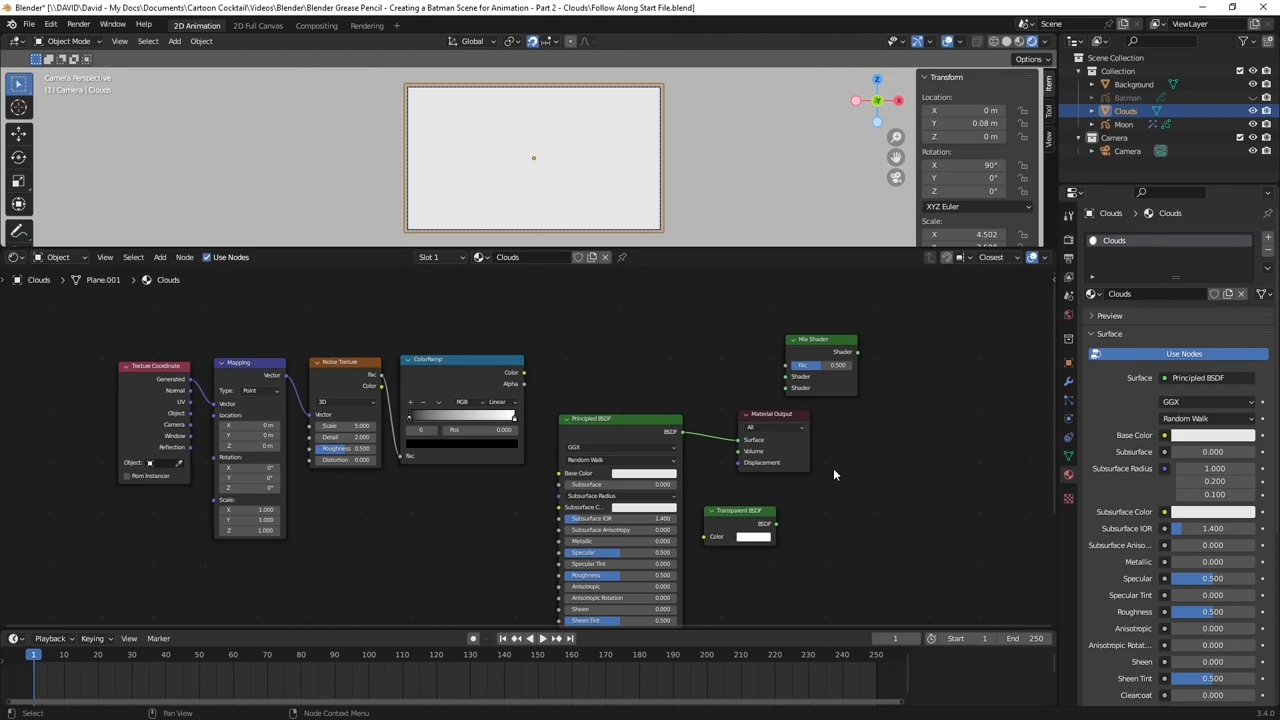 Blender* [\\DAVID\David - My Docs\Documents\Cartoon Cocktail\Videos\Blender\Blender Grease Pencil - Creating a Batman Scene for Animation - Part 2 - Clouds\Follow Along Start File.blend]
File Edit Render Window Help 2D Animation 2D Full Canvas Compositing Rendering + Scene ViewLayer
Object Mode View Select Add Object Global
Options
Camera Perspective
(1) Camera | Clouds
Z
-Y
X
Transform
Location:
X 0 m
Y 0.08 m
Z 0 m
Rotation:
X 90°
Y 0°
Z 0°
XYZ Euler
Scale:
X 4.502
Item
Tool
View
Scene Collection
Collection
Background
Batman
Clouds
Moon
Camera
Camera
Object View Select Add Node Use Nodes Slot 1 Clouds Closest
Clouds > Plane.001 > Clouds
Texture Coordinate
Generated
Normal
UV
Object
Camera
Window
Reflection
Object:
From Instancer
Mapping
Vector
Type: Point
Vector
Location:
X 0 m
Y 0 m
Z 0 m
Rotation:
X 0°
Y 0°
Z 0°
Scale:
X 1.000
Y 1.000
Z 1.000
Noise Texture
Fac
Color
3D
Vector
Scale 5.000
Detail 2.000
Roughness 0.500
Distortion 0.000
ColorRamp
Color
Alpha
+ − RGB Linear
0 Pos 0.000
Fac
Principled BSDF
BSDF
GGX
Random Walk
Base Color
Subsurface 0.000
Subsurface Radius
Subsurface C...
Subsurface IOR 1.400
Subsurface Anisotropy 0.000
Metallic 0.000
Specular 0.500
Specular Tint 0.000
Roughness 0.500
Anisotropic 0.000
Anisotropic Rotation 0.000
Sheen 0.000
Sheen Tint 0.500
Mix Shader
Shader
Fac 0.500
Shader
Shader
Material Output
All
Surface
Volume
Displacement
Transparent BSDF
BSDF
Color
Clouds > Clouds
Clouds
Clouds
Preview
Surface
Use Nodes
Surface Principled BSDF
GGX
Random Walk
Base Color
Subsurface 0.000
Subsurface Radius 1.000
0.200
0.100
Subsurface Color
Subsurface IOR 1.400
Subsurface Aniso... 0.000
Metallic 0.000
Specular 0.500
Specular Tint 0.000
Roughness 0.500
Anisotropic 0.000
Anisotropic Rotat... 0.000
Sheen 0.000
Sheen Tint 0.500
Clearcoat 0.000
Playback Keying View Marker 1 Start 1 End 250
1 10 20 30 40 50 60 70 80 90 100 110 120 130 140 150 160 170 180 190 200 210 220 230 240 250
Select Pan View Node Context Menu 3.4.0